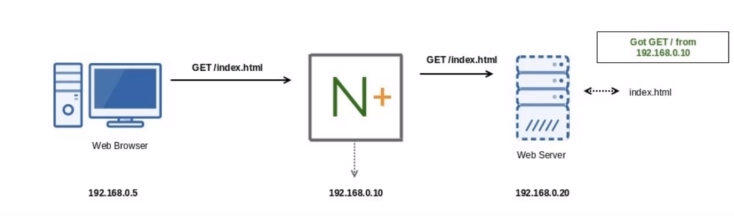 Got GET / from
192.168.0.10
GET /index.html
GET /index.html
N+
index.html
Web Browser
Web Server
192.168.0.5
192.168.0.10
192.168.0.20